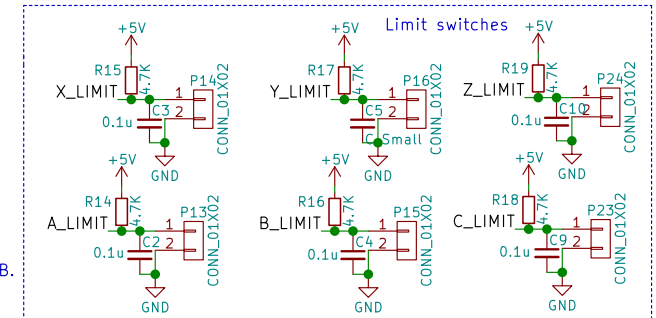 Limit switches
+5V
R15
4.7K
X_LIMIT
1
2
P14
CONN_01X02
C3
0.1u
GND
+5V
R17
4.7K
Y_LIMIT
1
2
P16
CONN_01X02
C5
C_Small
GND
+5V
R19
4.7K
Z_LIMIT
1
2
P24
CONN_01X02
C10
0.1u
GND
+5V
R14
4.7K
A_LIMIT
1
2
P13
CONN_01X02
C2
0.1u
GND
+5V
R16
4.7K
B_LIMIT
1
2
P15
CONN_01X02
C4
0.1u
GND
+5V
R18
4.7K
C_LIMIT
1
2
P23
CONN_01X02
C9
0.1u
GND
B.